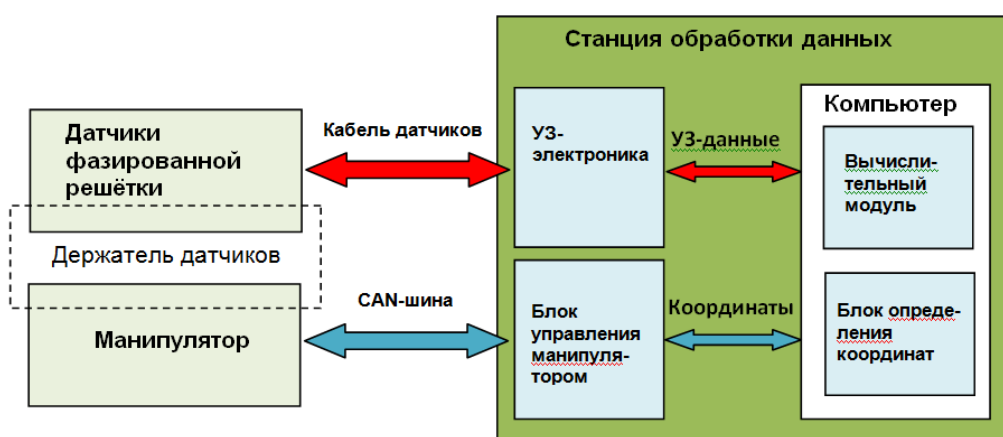 Станция обработки данных
Датчики
фазированной
решётки
Держатель датчиков
Манипулятор
Кабель датчиков
CAN-шина
УЗ-
электроника
Блок
управления
манипуля-
тором
УЗ-данные
Координаты
Компьютер
Вычисли-
тельный
модуль
Блок опреде-
ления
координат